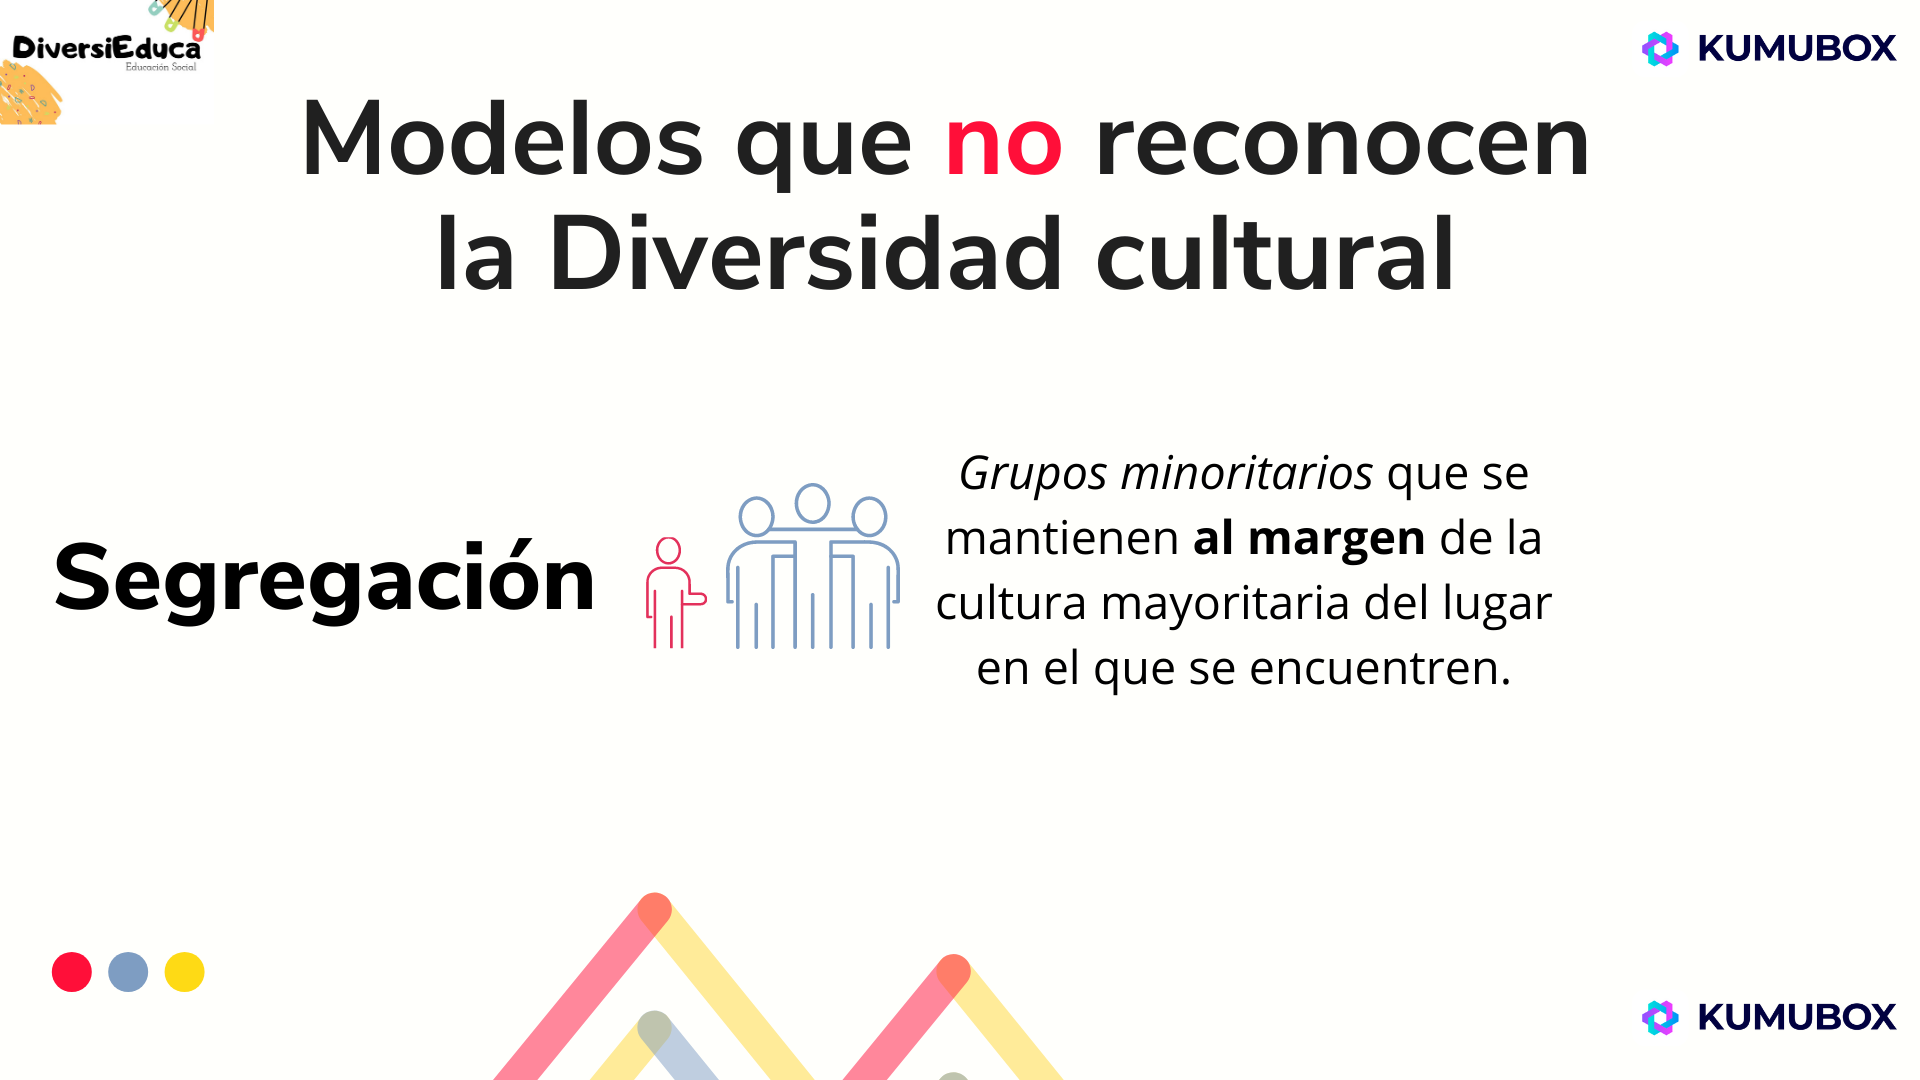 DiversiEduca
Educación Social
KUMUBOX
Modelos que no reconocen
la Diversidad cultural
Segregación
Grupos minoritarios que se
mantienen al margen de la
cultura mayoritaria del lugar
en el que se encuentren.
KUMUBOX